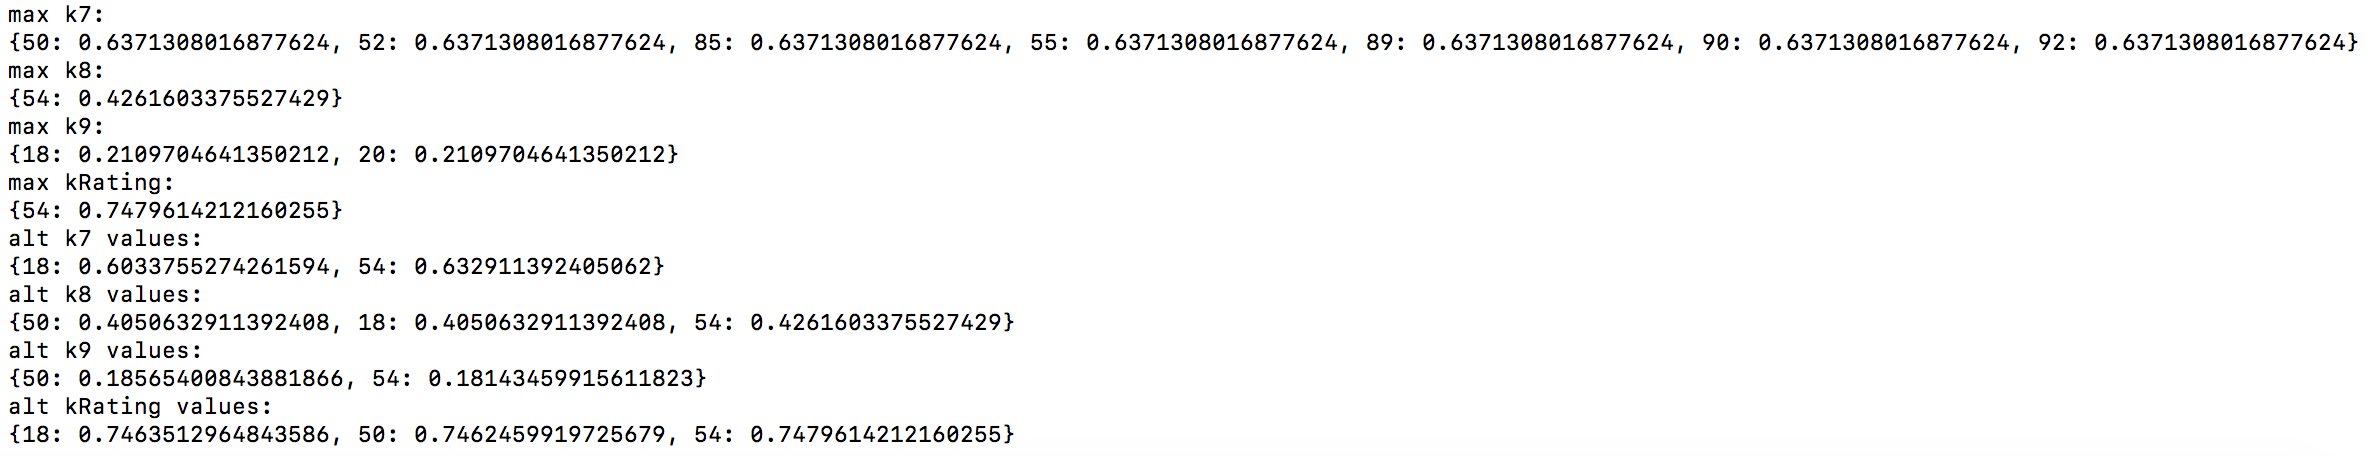 max k7:
{50: 0.6371308016877624, 52: 0.6371308016877624, 85: 0.6371308016877624, 55: 0.6371308016877624, 89: 0.6371308016877624, 90: 0.6371308016877624, 92: 0.6371308016877624}
max k8:
{54: 0.4261603375527429}
max k9:
{18: 0.2109704641350212, 20: 0.2109704641350212}
max kRating:
{54: 0.7479614212160255}
alt k7 values:
{18: 0.6033755274261594, 54: 0.632911392405062}
alt k8 values:
{50: 0.4050632911392408, 18: 0.4050632911392408, 54: 0.4261603375527429}
alt k9 values:
{50: 0.18565400843881866, 54: 0.18143459915611823}
alt kRating values:
{18: 0.7463512964843586, 50: 0.7462459919725679, 54: 0.7479614212160255}